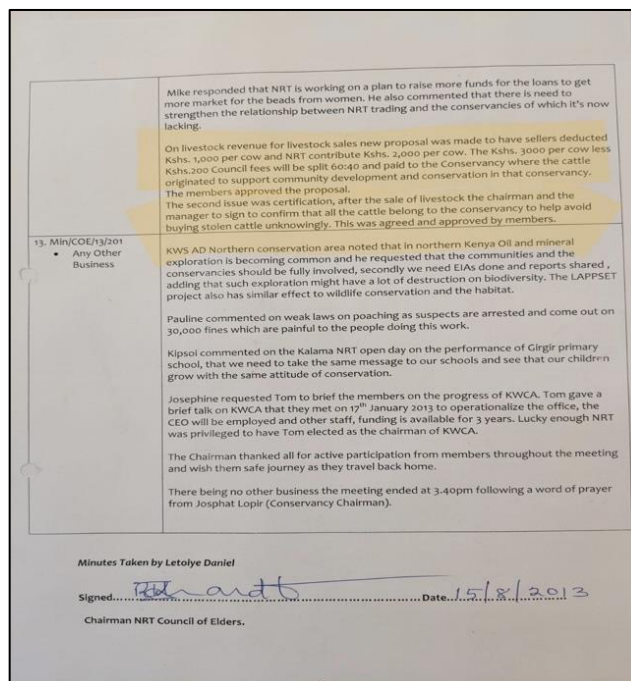 Mike responded that NRT is working on a plan to raise more funds for the loans to get
more market for the beads from women. He also commented that there is need to
strengthen the relationship between NRT trading and the conservancies of which it's now
lacking.
On livestock revenue for livestock sales new proposal was made to have sellers deducted
Kshs. 1,000 per cow and NRT contribute Kshs. 2,000 per cow. The Kshs. 3000 per cow less
Kshs.200 Council fees will be split 60:40 and paid to the Conservancy where the cattle
originated to support community development and conservation in that conservancy.
The members approved the proposal.
The second issue was certification, after the sale of livestock the chairman and the
manager to sign to confirm that all the cattle belong to the conservancy to help avoid
buying stolen cattle unknowingly. This was agreed and approved by members.
13. Min/COE/13/201
• Any Other
Business
KWS AD Northern conservation area noted that in northern Kenya Oil and mineral
exploration is becoming common and he requested that the communities and the
conservancies should be fully involved, secondly we need EIAs done and reports shared ,
adding that such exploration might have a lot of destruction on biodiversity. The LAPPSET
project also has similar effect to wildlife conservation and the habitat.
Pauline commented on weak laws on poaching as suspects are arrested and come out on
30,000 fines which are painful to the people doing this work.
Kipsoi commented on the Kalama NRT open day on the performance of Girgir primary
school, that we need to take the same message to our schools and see that our children
grow with the same attitude of conservation.
Josephine requested Tom to brief the members on the progress of KWCA. Tom gave a
brief talk on KWCA that they met on 17th January 2013 to operationalize the office, the
CEO will be employed and other staff, funding is available for 3 years. Lucky enough NRT
was privileged to have Tom elected as the chairman of KWCA.
The Chairman thanked all for active participation from members throughout the meeting
and wish them safe journey as they travel back home.
There being no other business the meeting ended at 3.40pm following a word of prayer
from Josphat Lopir (Conservancy Chairman).
Minutes Taken by Letoiye Daniel
Signed.......................................................Date..15/8/2013
Chairman NRT Council of Elders.